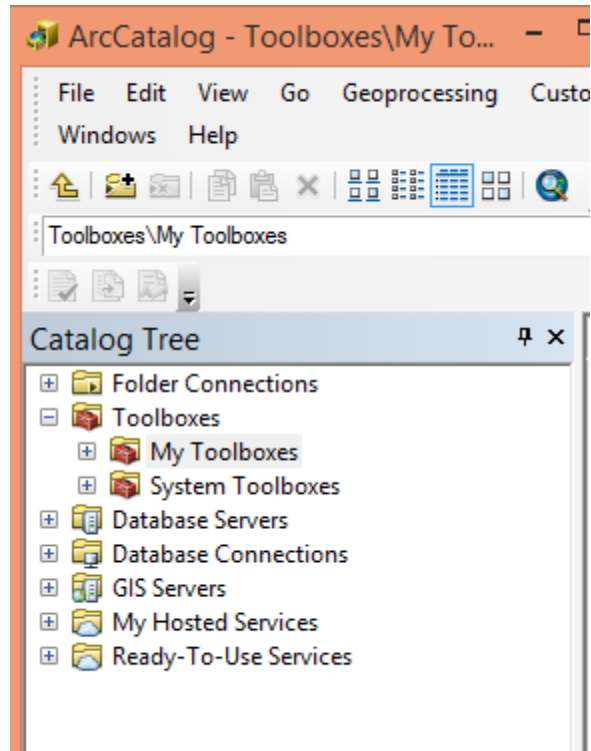 ArcCatalog - Toolboxes\My To...
File Edit View Go Geoprocessing Custo
Windows Help
Toolboxes\My Toolboxes
Catalog Tree
Folder Connections
Toolboxes
My Toolboxes
System Toolboxes
Database Servers
Database Connections
GIS Servers
My Hosted Services
Ready-To-Use Services